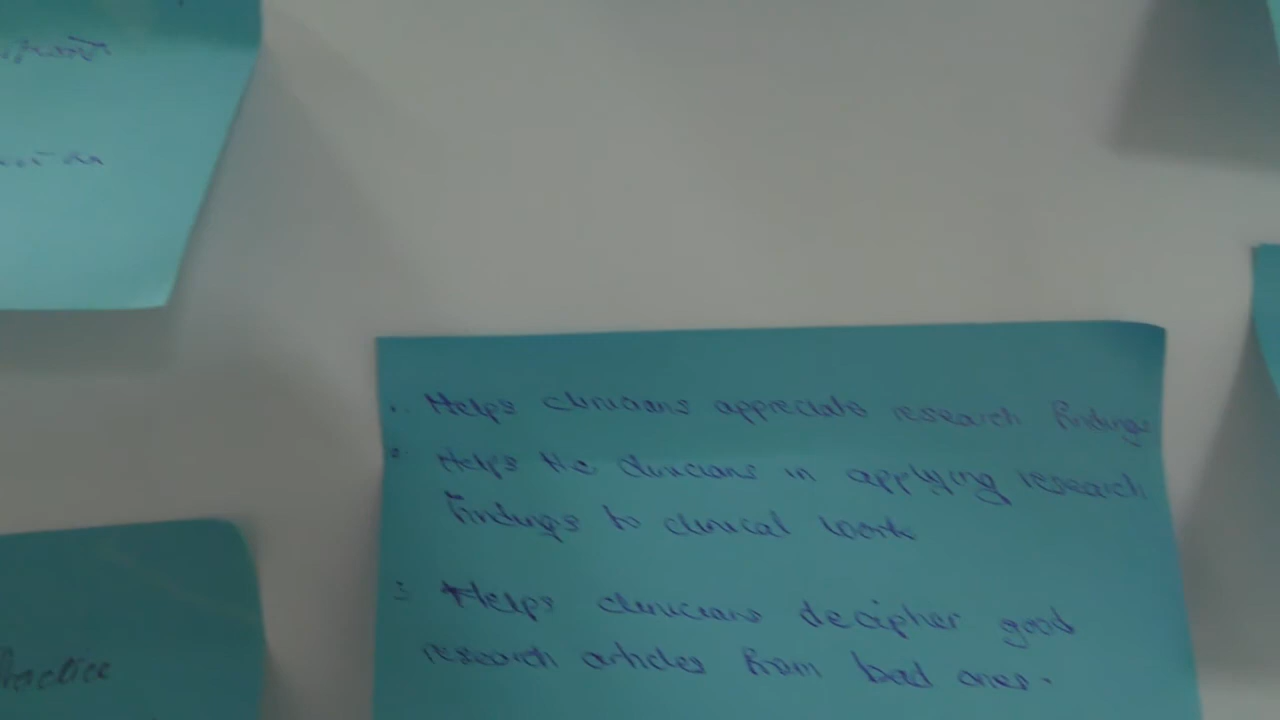 1. Helps clinicians appreciate research findings
2 Helps the clinicians in applying research
findings to clinical work
3 Helps clinicians decipher good
research articles from bad ones.
Practice